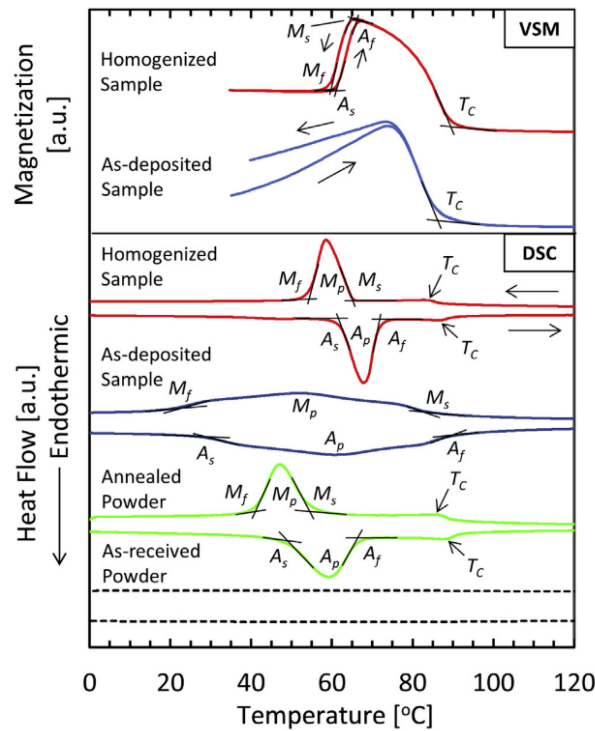 VSM
Homogenized
Sample
Ms
Af
Mf
As
TC
As-deposited
Sample
TC
Magnetization
[a.u.]
DSC
Homogenized
Sample
Mf
Mp
Ms
TC
As
Ap
Af
TC
As-deposited
Sample
Mf
Mp
Ms
As
Ap
Af
Annealed
Powder
Mf
Mp
Ms
TC
As
Ap
Af
TC
As-received
Powder
Heat Flow [a.u.]
Endothermic
0 20 40 60 80 100 120
Temperature [oC]